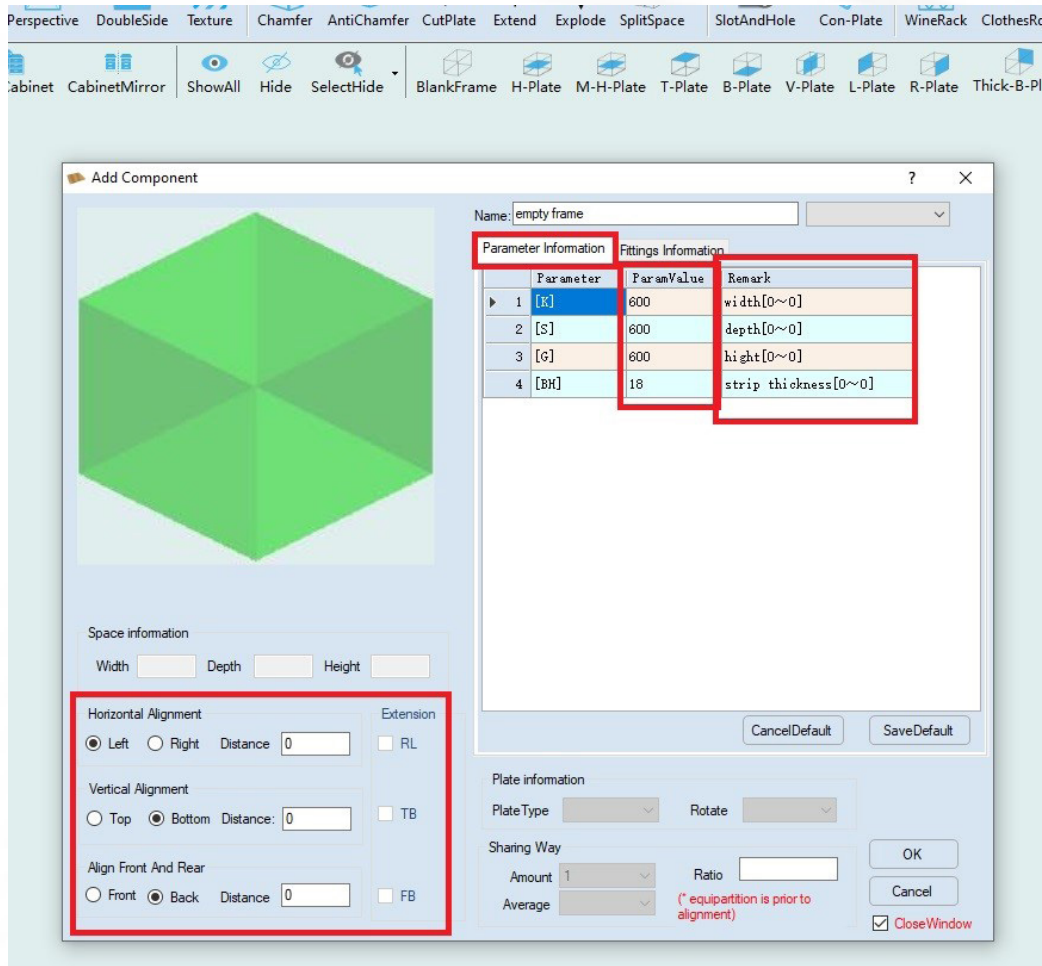 Perspective DoubleSide Texture Chamfer AntiChamfer CutPlate Extend Explode SplitSpace SlotAndHole Con-Plate WineRack ClothesRo
Cabinet CabinetMirror ShowAll Hide SelectHide BlankFrame H-Plate M-H-Plate T-Plate B-Plate V-Plate L-Plate R-Plate Thick-B-Pl
Add Component ? X
Name: empty frame
Parameter Information Fittings Information
Parameter ParamValue Remark
1 [K] 600 width[0~0]
2 [S] 600 depth[0~0]
3 [G] 600 hight[0~0]
4 [BH] 18 strip thickness[0~0]
Space information
Width Depth Height
Horizontal Alignment Extension
Left Right Distance 0 RL
Vertical Alignment
Top Bottom Distance: 0 TB
Align Front And Rear
Front Back Distance 0 FB
CancelDefault SaveDefault
Plate information
PlateType Rotate
Sharing Way
Amount 1 Ratio
Average (* equipartition is prior to
alignment)
OK
Cancel
CloseWindow